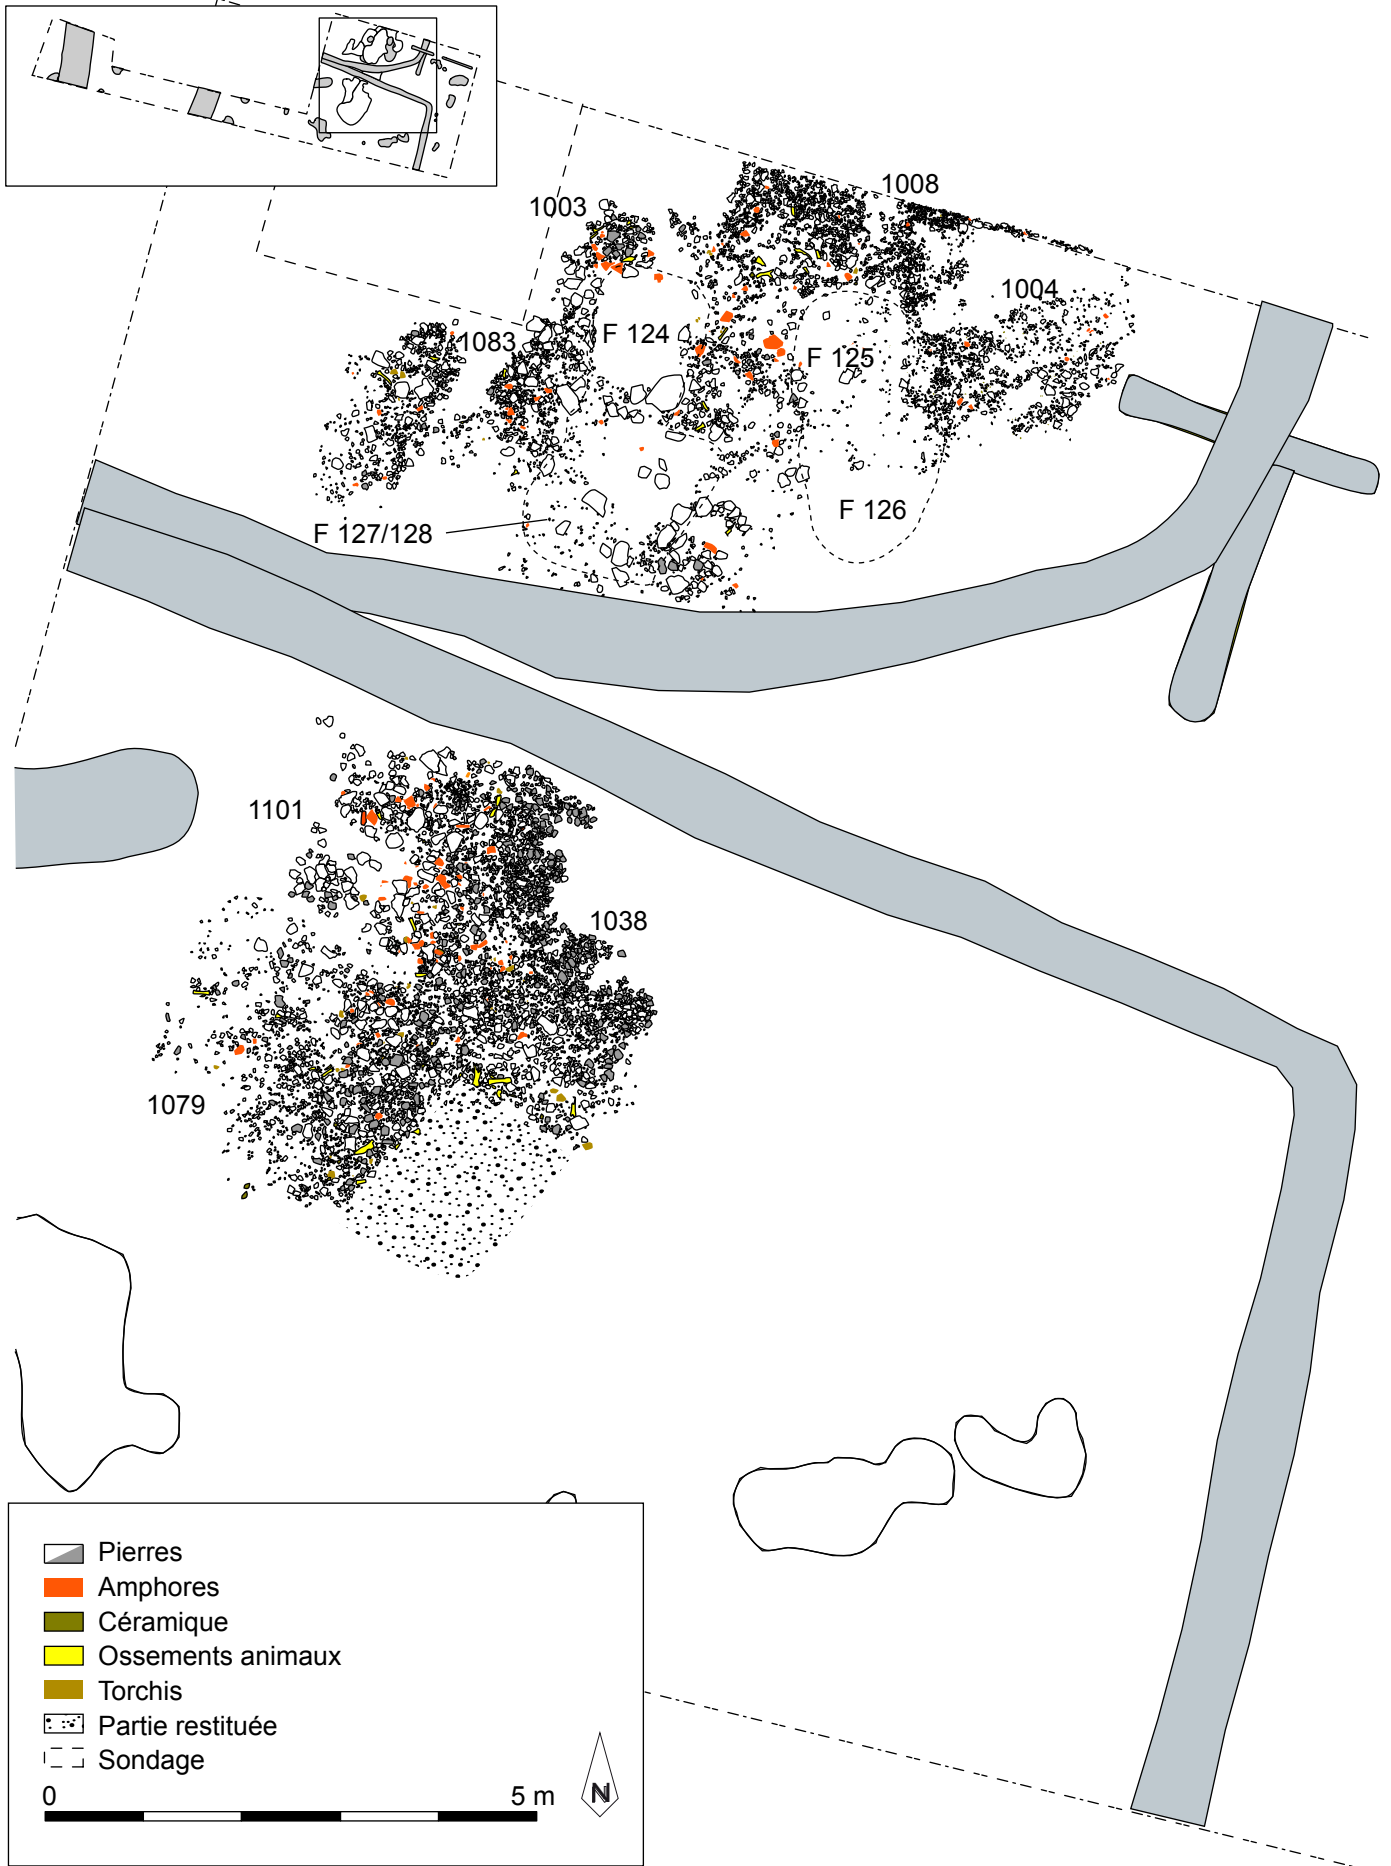 1008
1003
1004
1083
F 124
F 125
F 126
F 127/128
1101
1038
1079
Pierres
Amphores
Céramique
Ossements animaux
Torchis
Partie restituée
Sondage
0 5 m
N